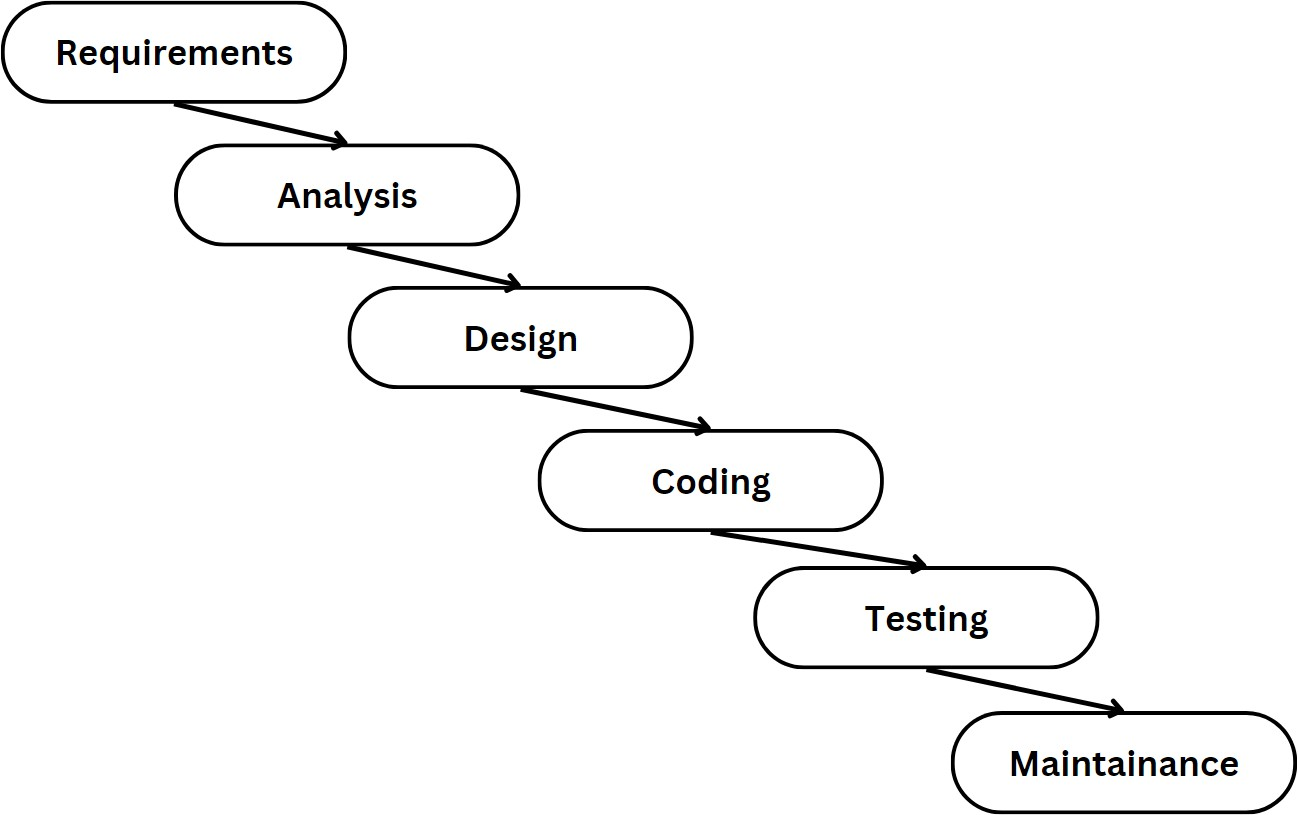 Requirements
Analysis
Design
Coding
Testing
Maintainance